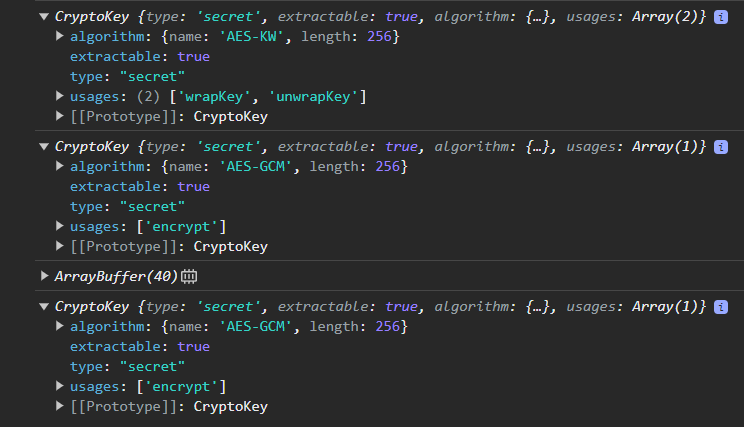 ▼ CryptoKey {type: 'secret', extractable: true, algorithm: {…}, usages: Array(2)} i
▶ algorithm: {name: 'AES-KW', length: 256}
extractable: true
type: "secret"
▶ usages: (2) ['wrapKey', 'unwrapKey']
▶ [[Prototype]]: CryptoKey
▼ CryptoKey {type: 'secret', extractable: true, algorithm: {…}, usages: Array(1)} i
▶ algorithm: {name: 'AES-GCM', length: 256}
extractable: true
type: "secret"
▶ usages: ['encrypt']
▶ [[Prototype]]: CryptoKey
▶ ArrayBuffer(40)
▼ CryptoKey {type: 'secret', extractable: true, algorithm: {…}, usages: Array(1)} i
▶ algorithm: {name: 'AES-GCM', length: 256}
extractable: true
type: "secret"
▶ usages: ['encrypt']
▶ [[Prototype]]: CryptoKey